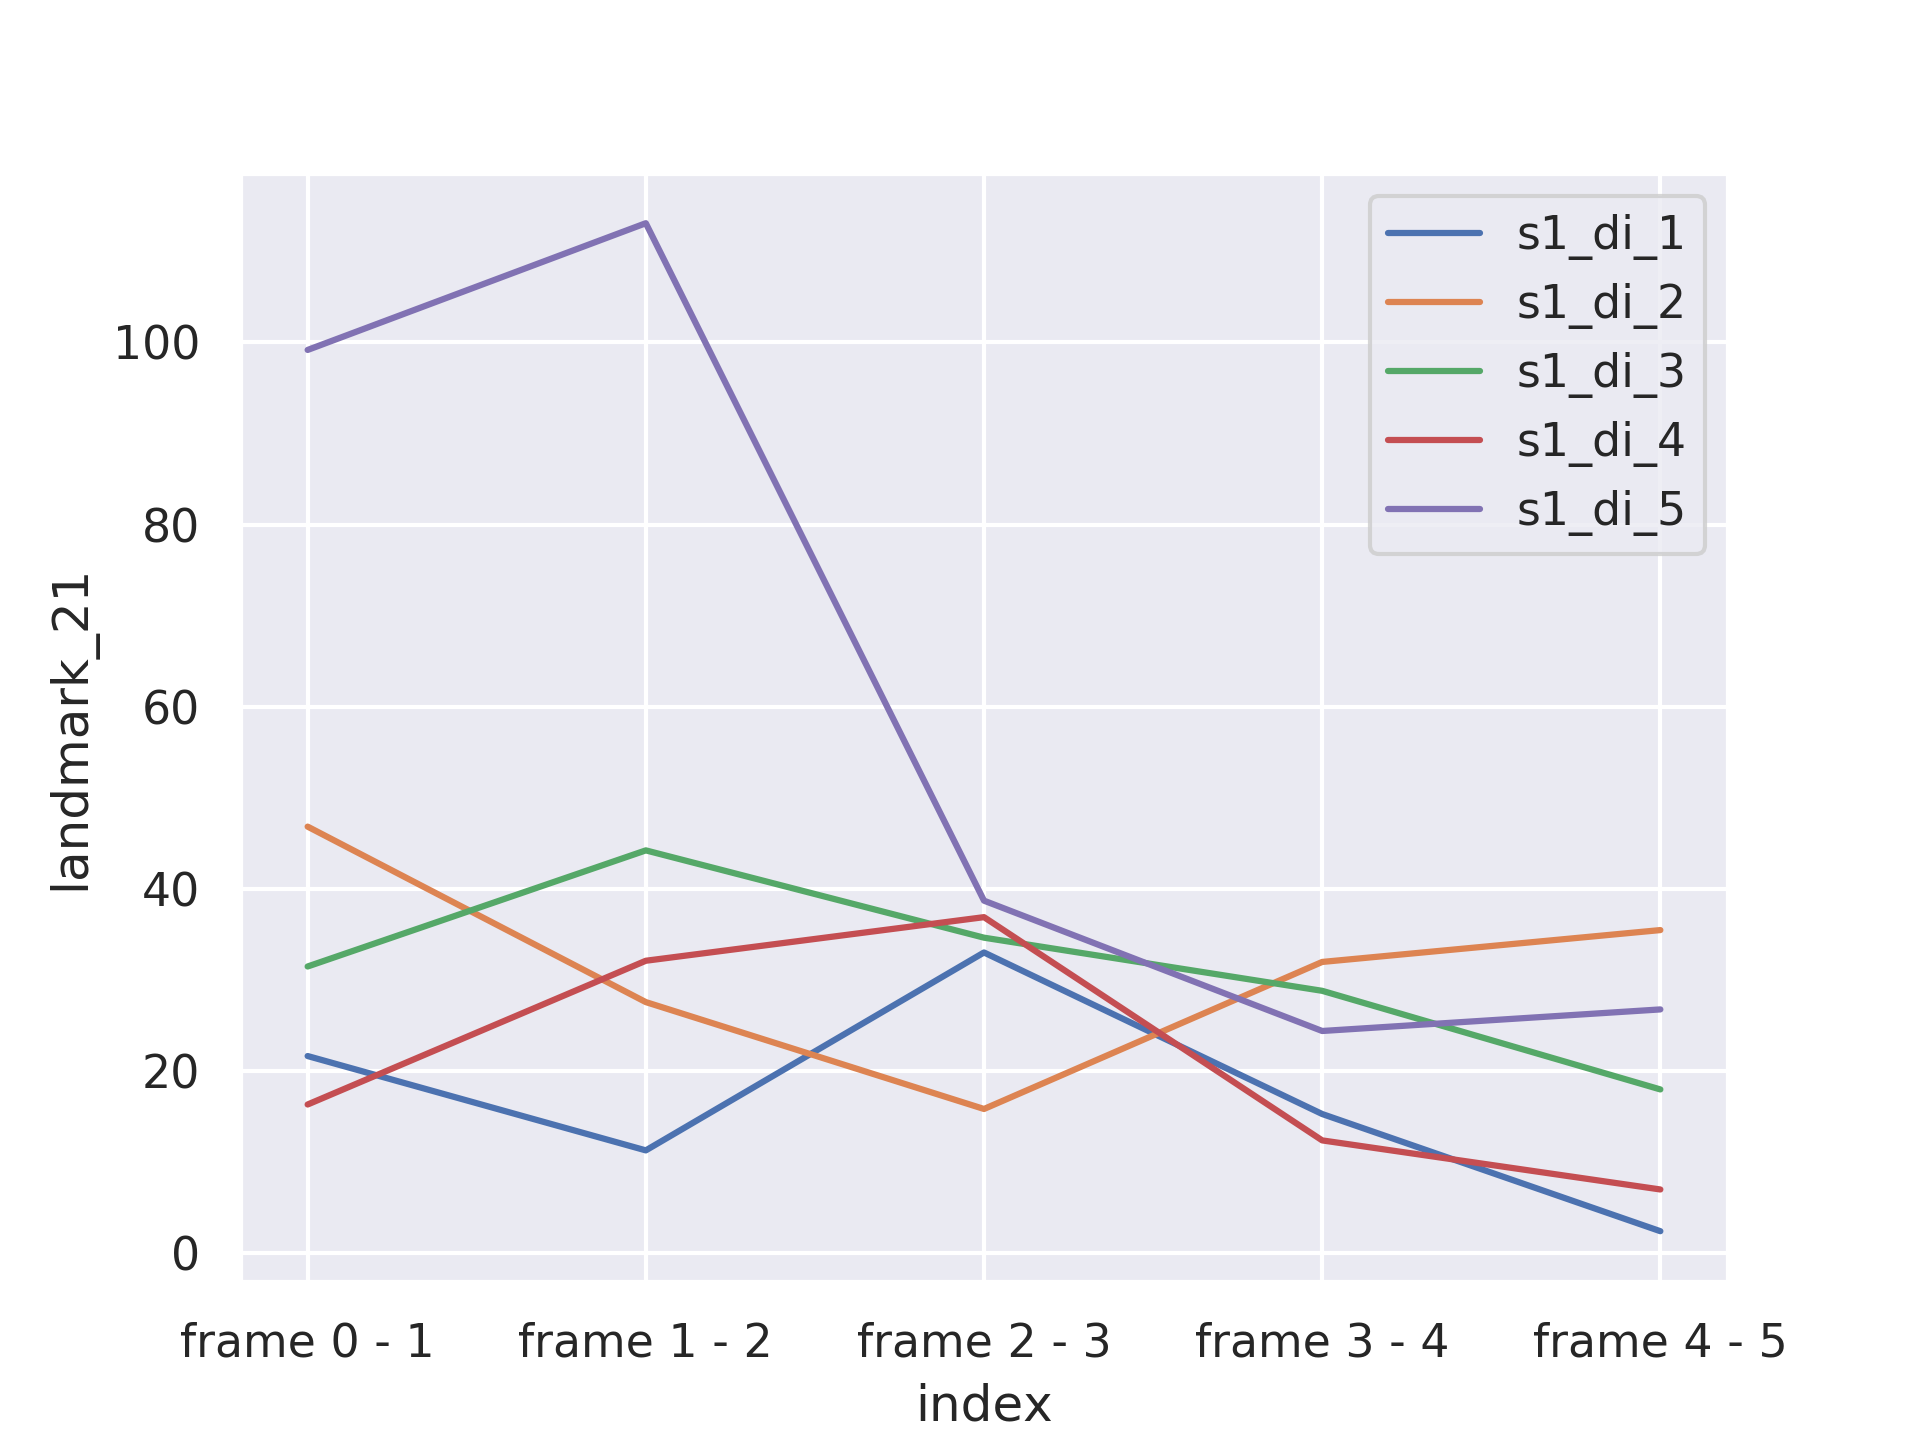 s1_di_1
s1_di_2
s1_di_3
s1_di_4
s1_di_5
100
80
60
40
20
0
landmark_21
frame 0 - 1 frame 1 - 2 frame 2 - 3 frame 3 - 4 frame 4 - 5
index